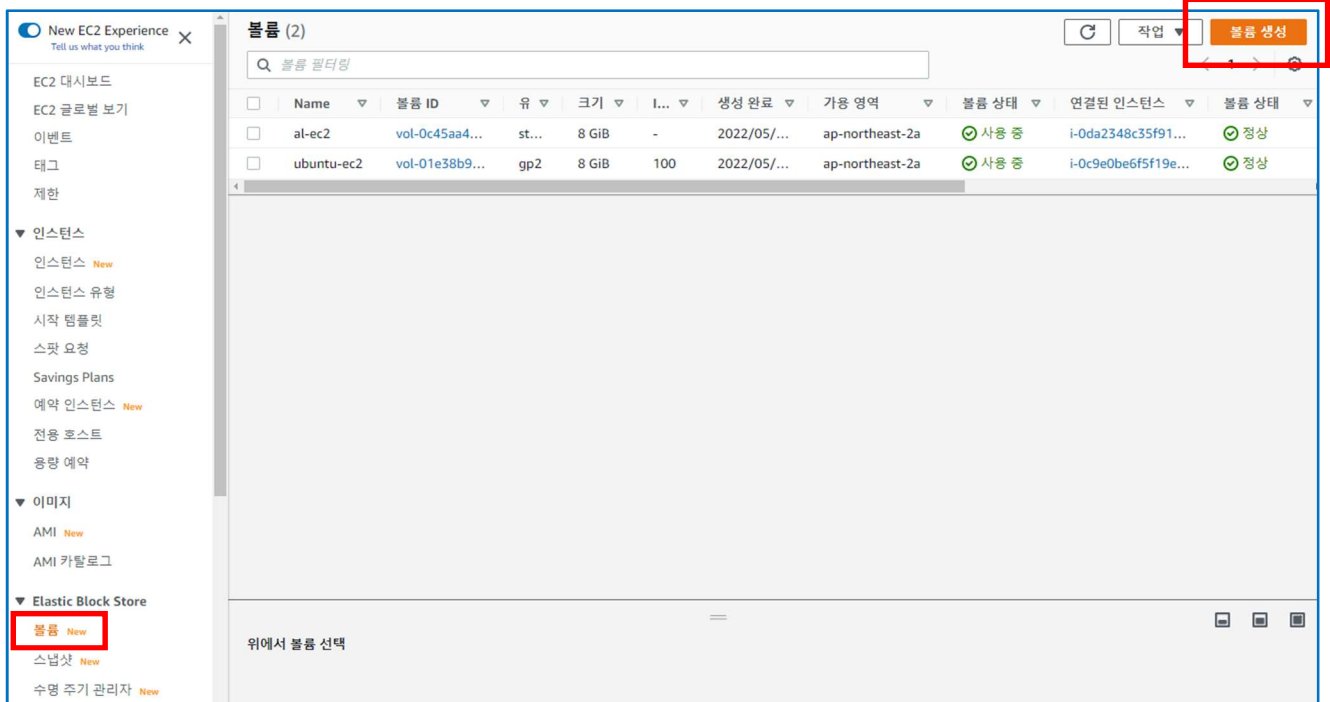 New EC2 Experience
Tell us what you think
EC2 대시보드
EC2 글로벌 보기
이벤트
태그
제한
인스턴스
인스턴스 New
인스턴스 유형
시작 템플릿
스팟 요청
Savings Plans
예약 인스턴스 New
전용 호스트
용량 예약
이미지
AMI New
AMI 카탈로그
Elastic Block Store
볼륨 New
스냅샷 New
수명 주기 관리자 New
볼륨 (2)
작업
볼륨 생성
볼륨 필터링
1
Name 볼륨 ID 유 크기 I... 생성 완료 가용 영역 볼륨 상태 연결된 인스턴스 볼륨 상태
al-ec2 vol-0c45aa4... st... 8 GiB - 2022/05/... ap-northeast-2a 사용 중 i-0da2348c35f91... 정상
ubuntu-ec2 vol-01e38b9... gp2 8 GiB 100 2022/05/... ap-northeast-2a 사용 중 i-0c9e0be6f5f19e... 정상
위에서 볼륨 선택